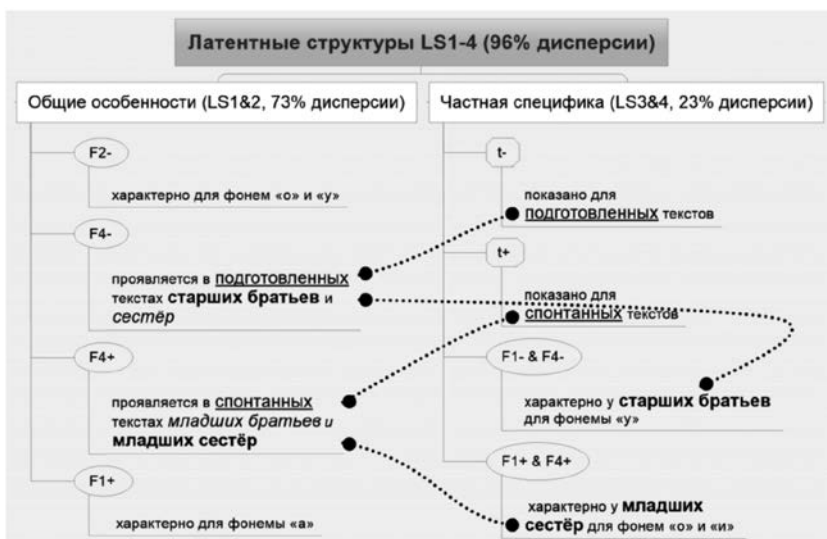 Латентные структуры LS1-4 (96% дисперсии)
Общие особенности (LS1&2, 73% дисперсии)
F2-
характерно для фонем «о» и «у»
F4-
проявляется в подготовленных
текстах старших братьев и
сестёр
F4+
проявляется в спонтанных
текстах младших братьев и
младших сестёр
F1+
характерно для фонемы «а»
Частная специфика (LS3&4, 23% дисперсии)
t-
показано для
подготовленных текстов
t+
показано для
спонтанных текстов
F1- & F4-
характерно у старших братьев
для фонемы «у»
F1+ & F4+
характерно у младших
сестёр для фонем «о» и «и»